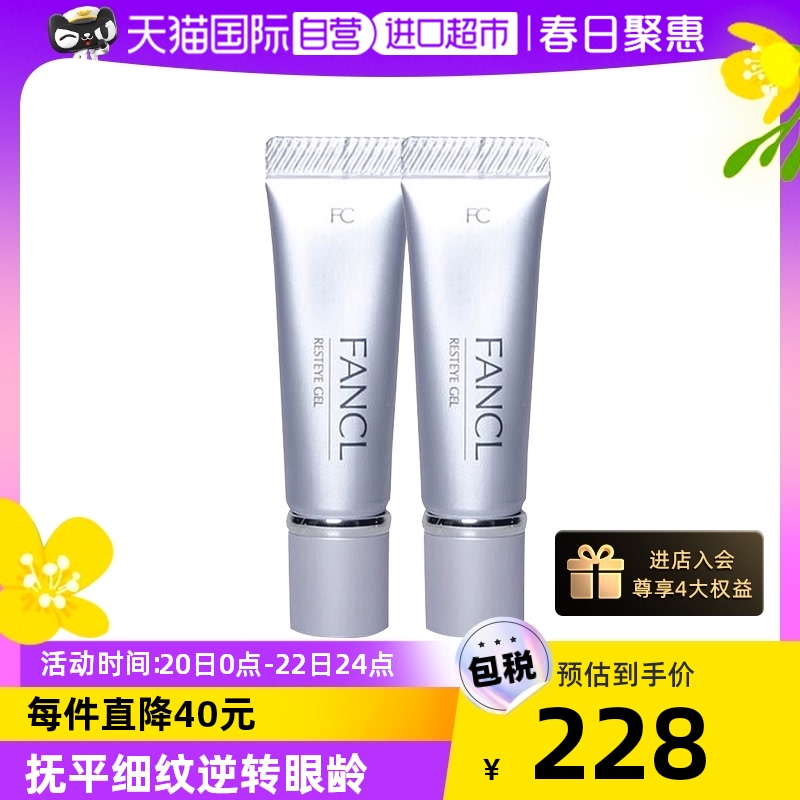 天猫国际 自营 进口超市 春日聚惠
FC
FANCL
RESTEYE GEL
FC
FANCL
RESTEYE GEL
进店入会
尊享4大权益
活动时间:20日0点-22日24点
包税
预估到手价
每件直降40元
¥ 228
抚平细纹逆转眼龄